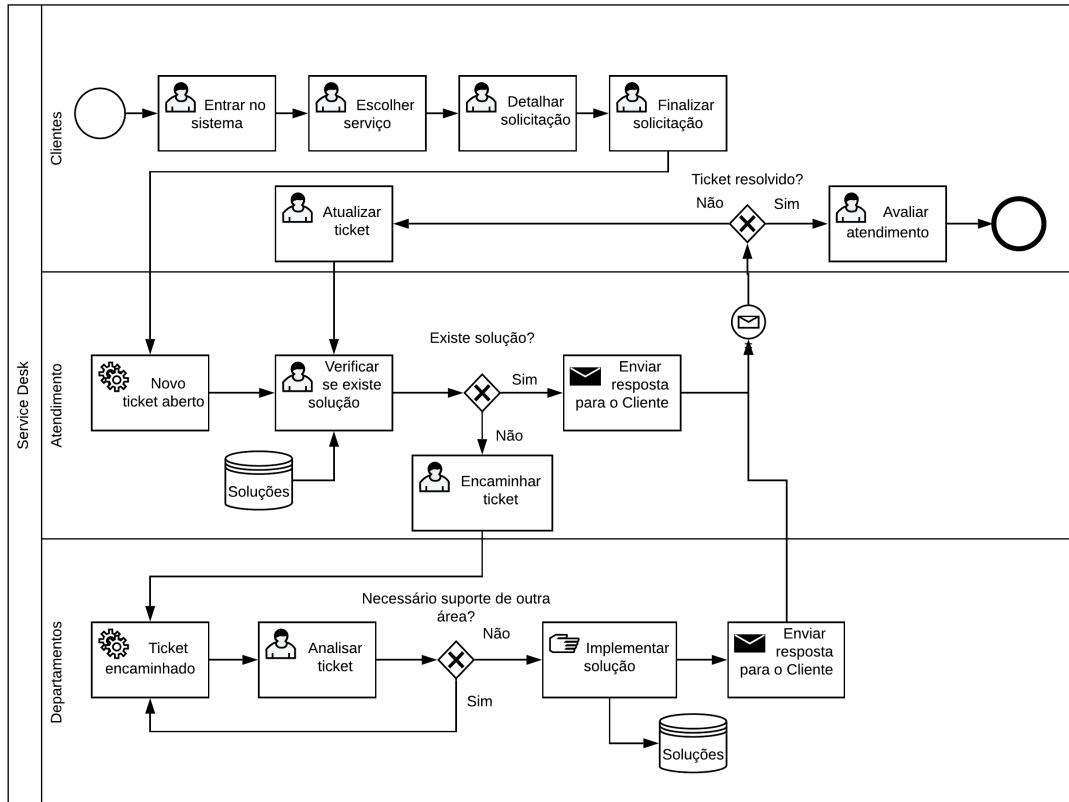 Service Desk
Clientes
Entrar no
sistema
Escolher
serviço
Detalhar
solicitação
Finalizar
solicitação
Ticket resolvido?
Não
Sim
Atualizar
ticket
Avaliar
atendimento
Atendimento
Existe solução?
Novo
ticket aberto
Verificar
se existe
solução
Sim
Enviar
resposta
para o Cliente
Não
Soluções
Encaminhar
ticket
Departamentos
Necessário suporte de outra
área?
Não
Ticket
encaminhado
Analisar
ticket
Implementar
solução
Enviar
resposta
para o Cliente
Sim
Soluções